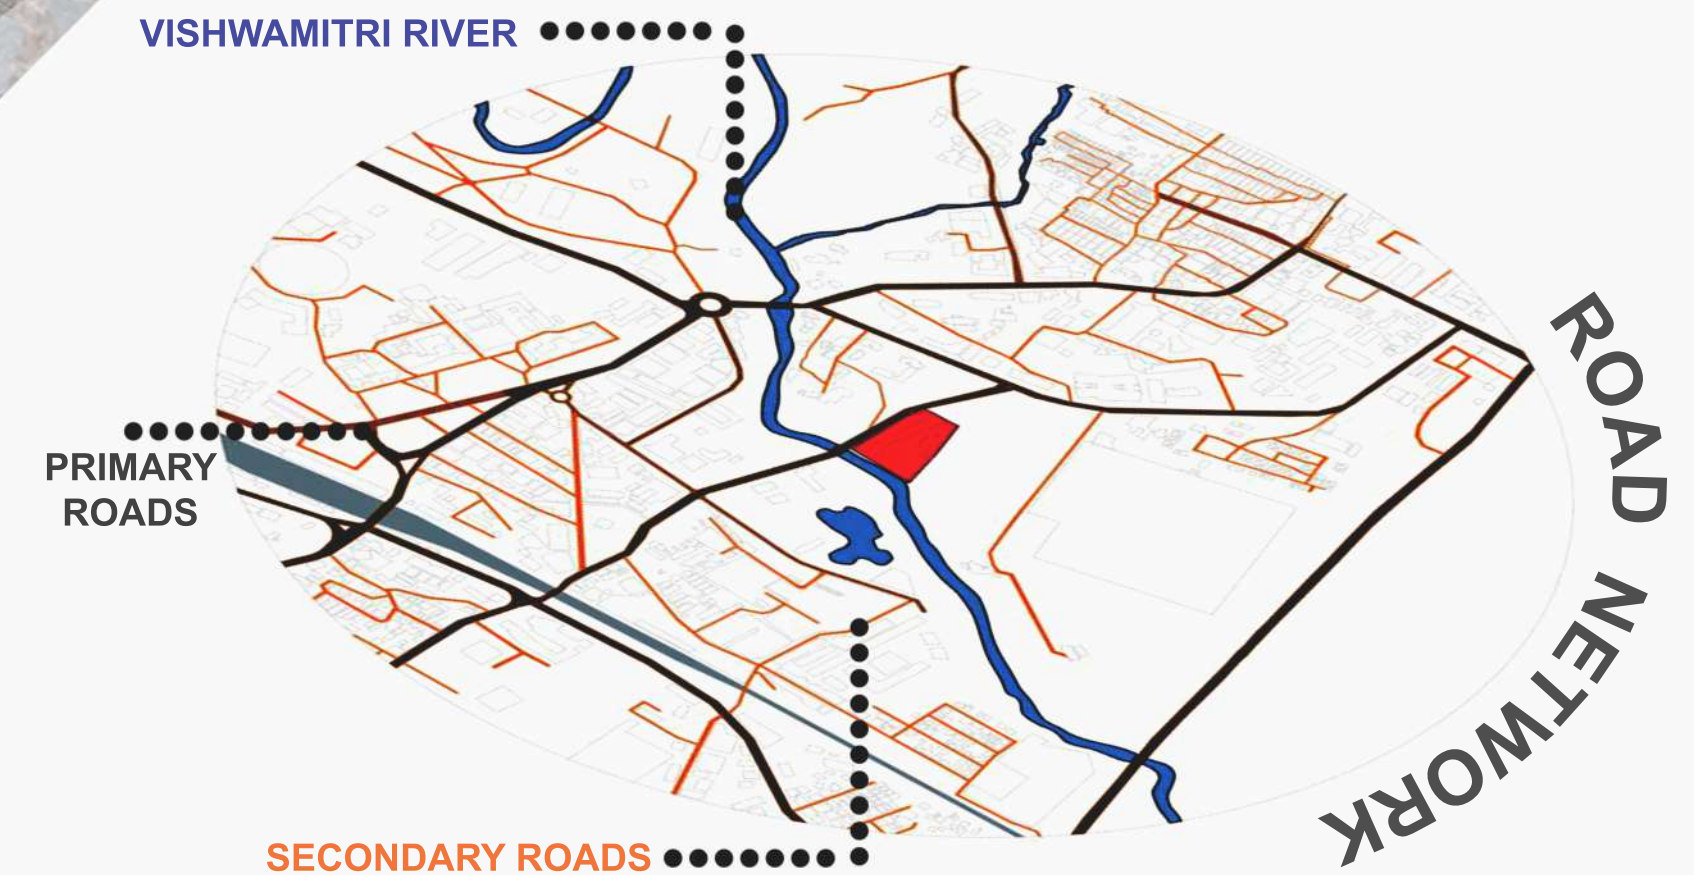 VISHWAMITRI RIVER
PRIMARY
ROADS
SECONDARY ROADS
ROAD NETWORK